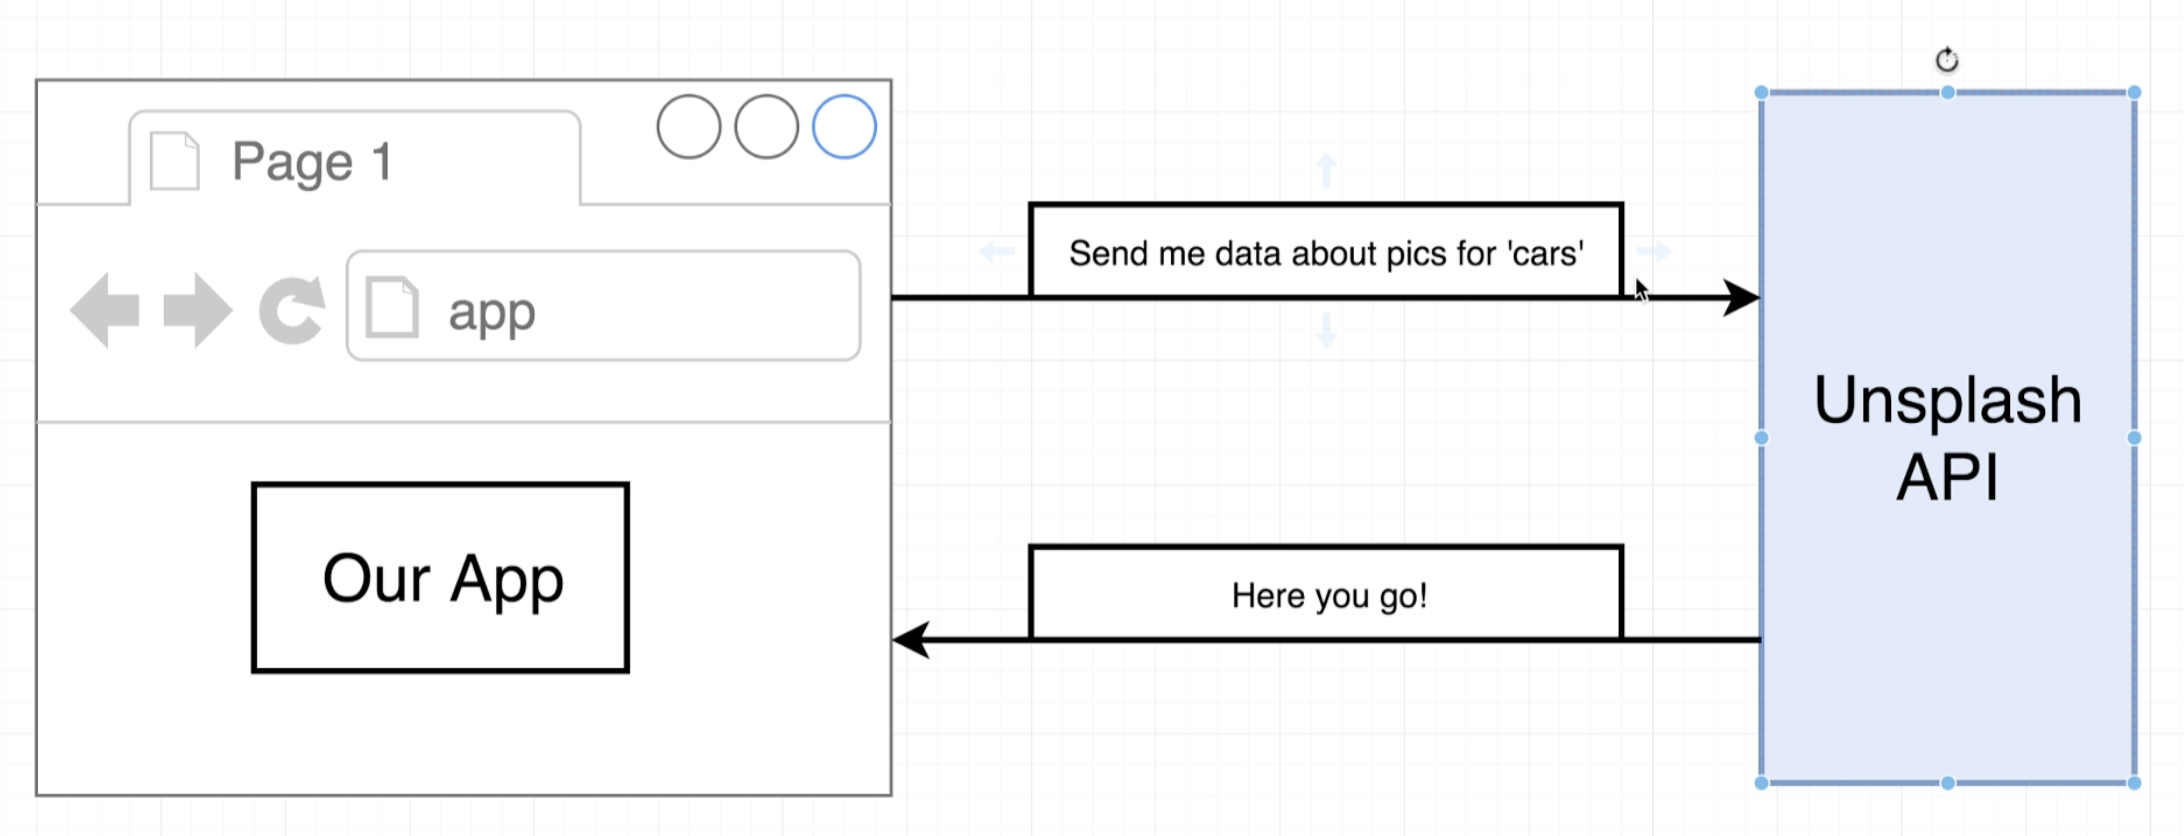 Page 1
app
Our App
Send me data about pics for 'cars'
Here you go!
Unsplash
API